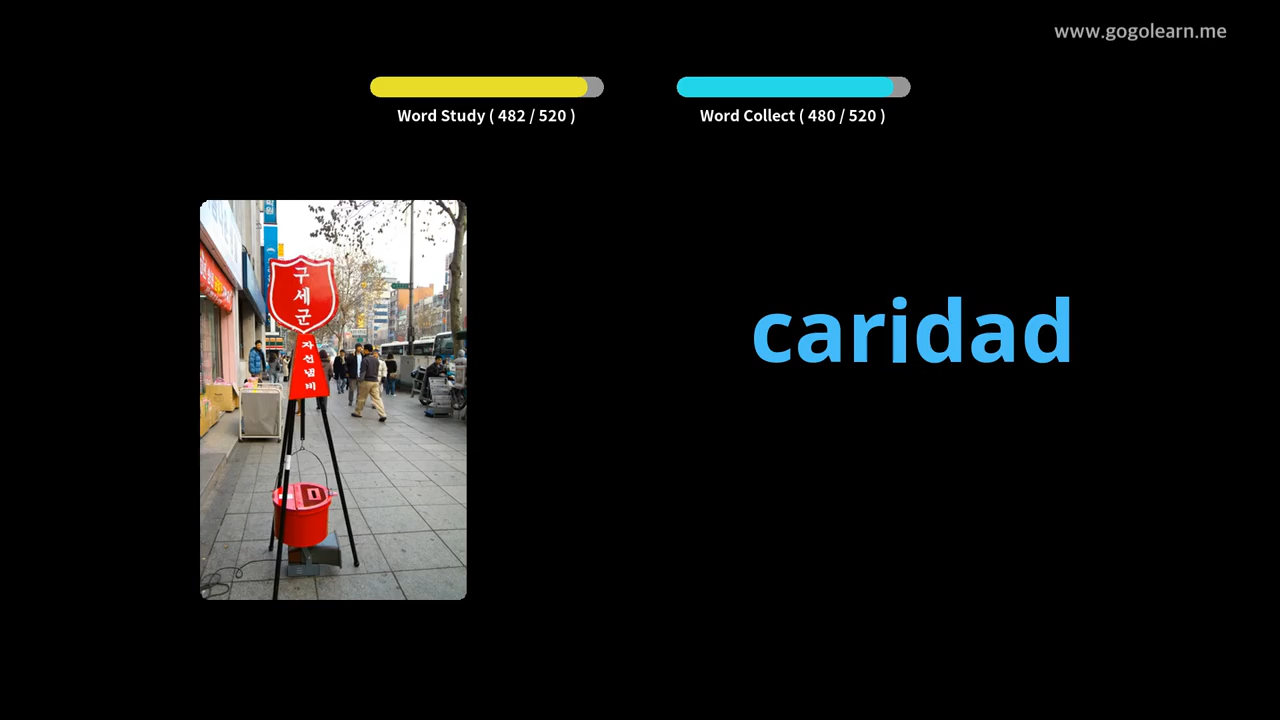 www.gogolearn.me
Word Study ( 482 / 520 )
Word Collect ( 480 / 520 )
구
세
군
자
선
냄
비
caridad